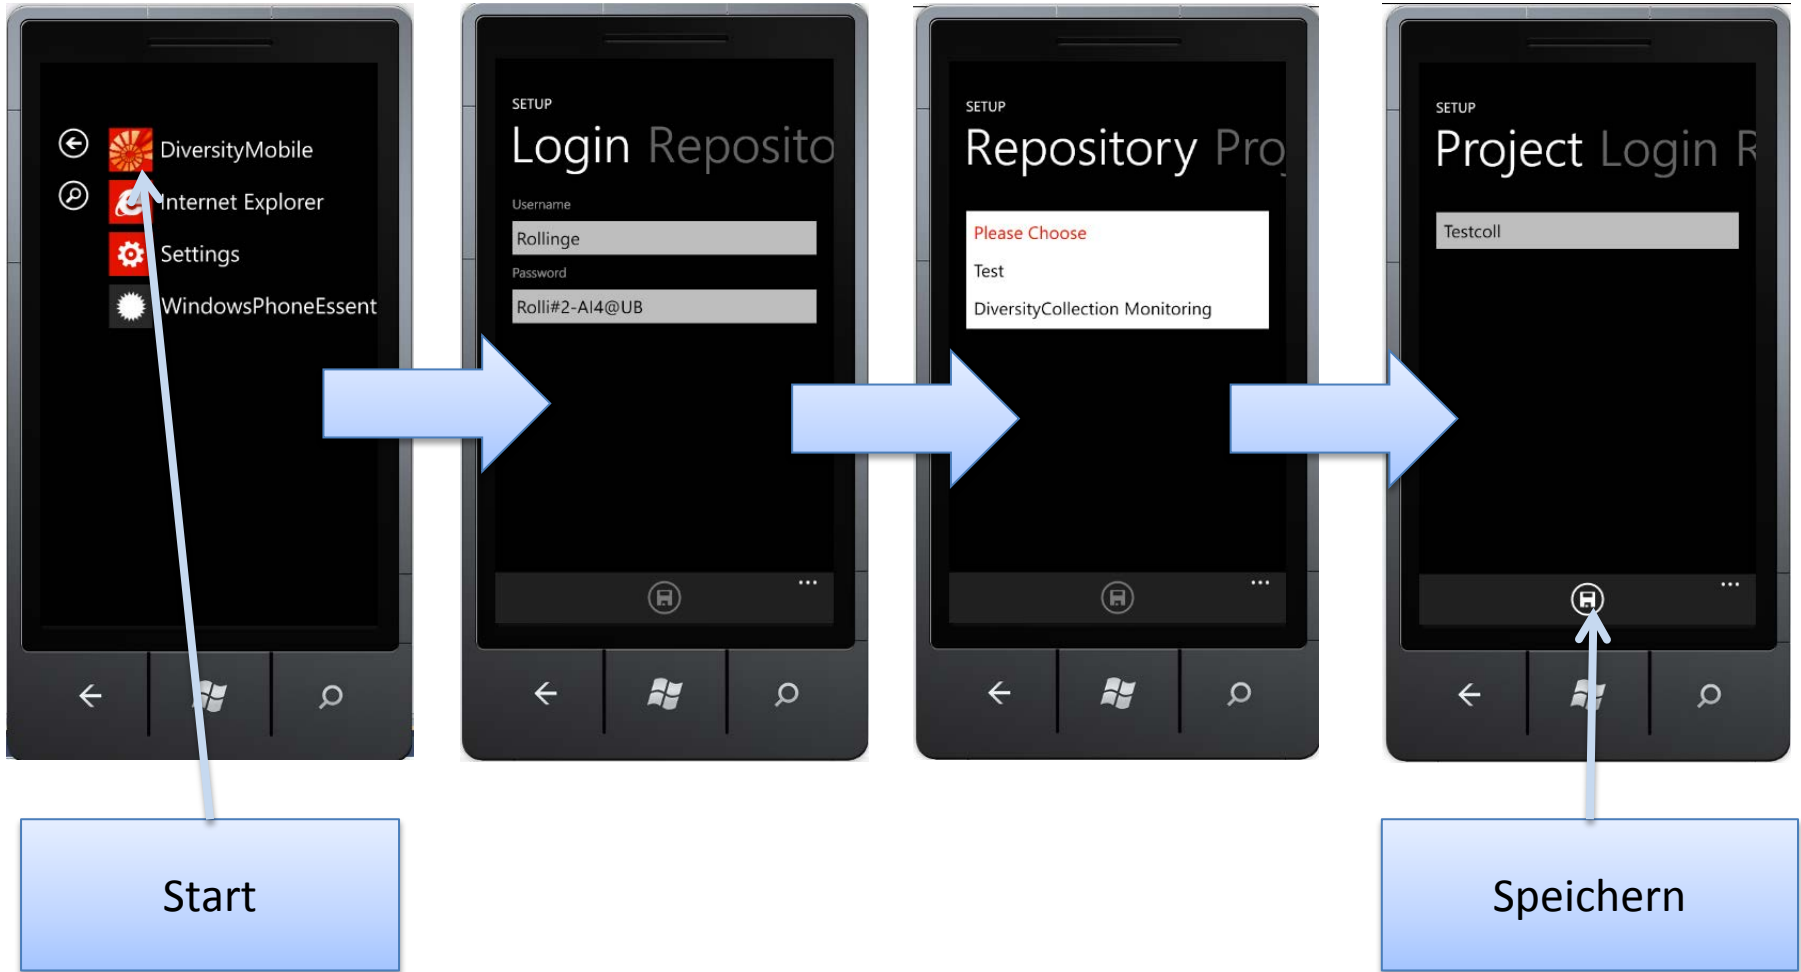 DiversityMobile
Internet Explorer
Settings
WindowsPhoneEssent
SETUP
Login Reposito
Username
Rollinge
Password
Rolli#2-AI4@UB
SETUP
Repository Proj
Please Choose
Test
DiversityCollection Monitoring
SETUP
Project Login R
Testcoll
Start
Speichern